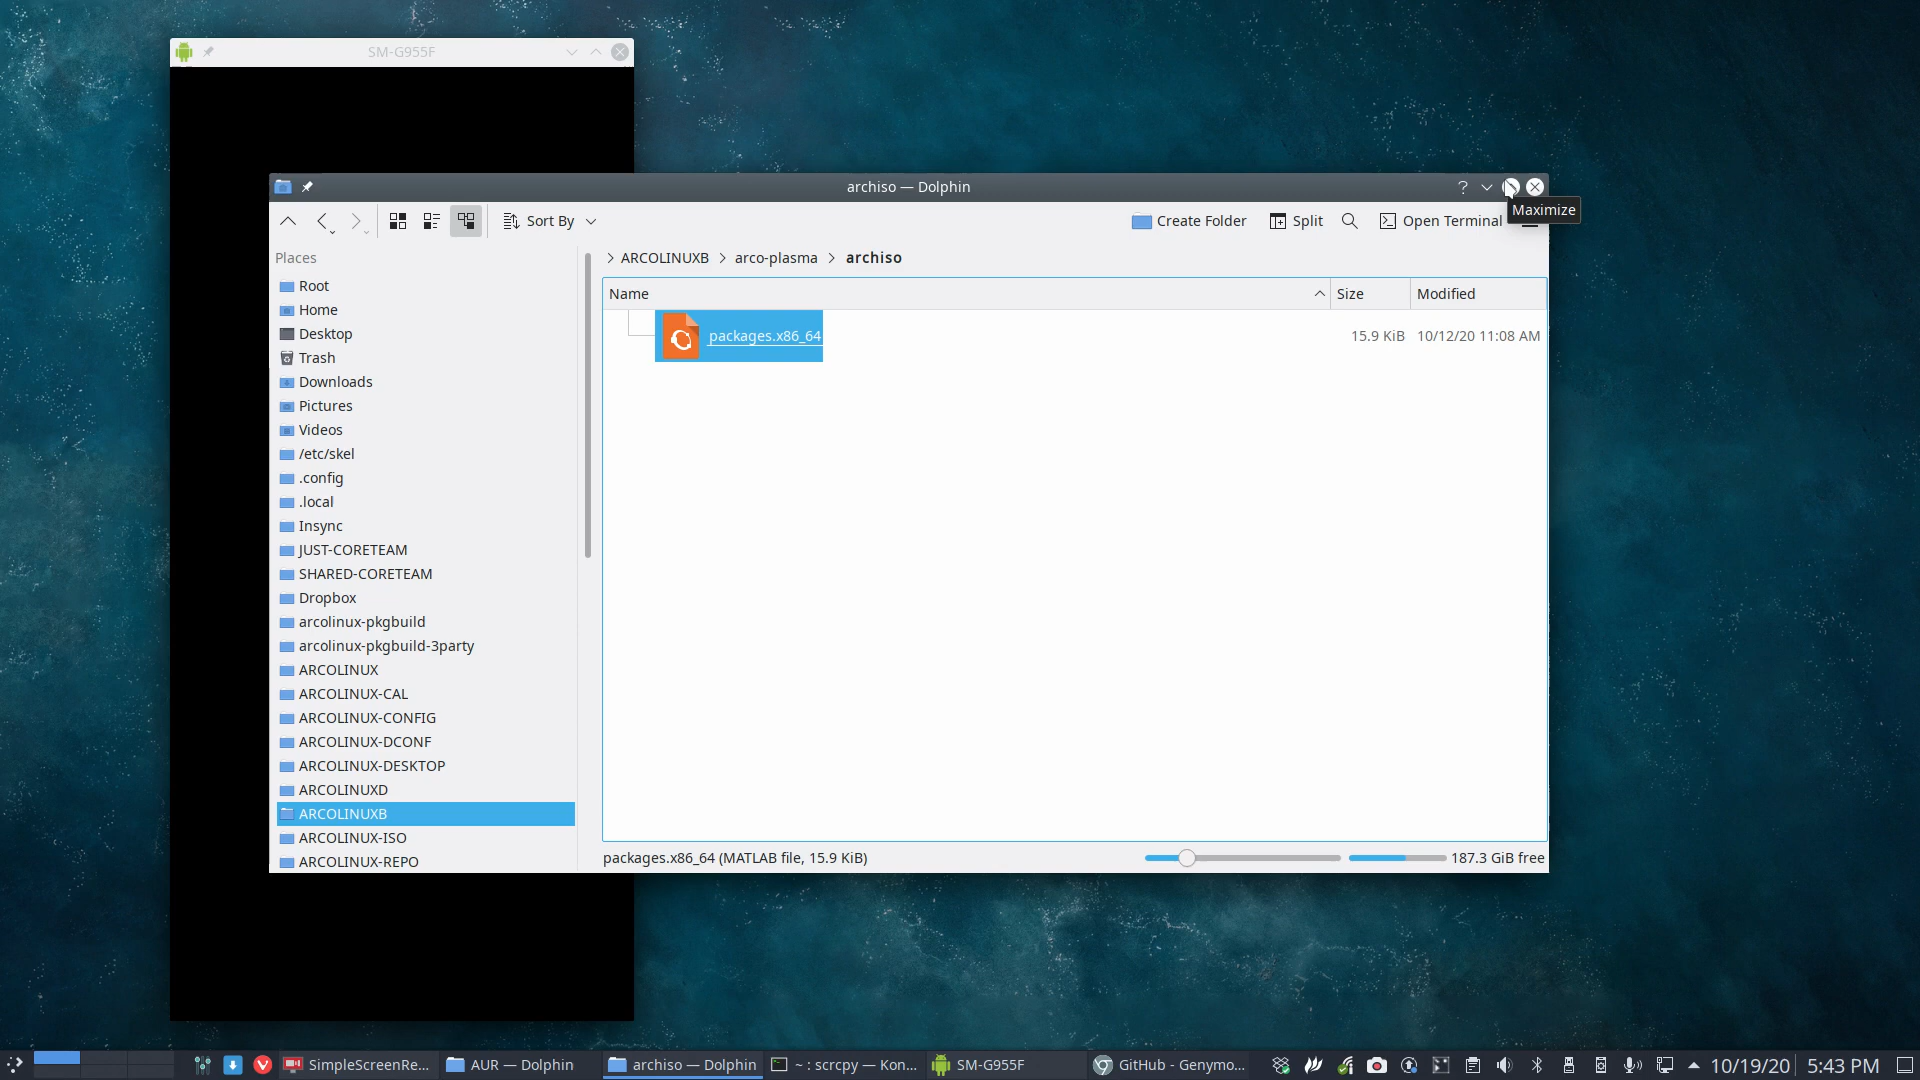 SM-G955F
archiso — Dolphin
Maximize
Sort By
Create Folder
Split
Open Terminal
Places
Root
Home
Desktop
Trash
Downloads
Pictures
Videos
/etc/skel
.config
.local
Insync
JUST-CORETEAM
SHARED-CORETEAM
Dropbox
arcolinux-pkgbuild
arcolinux-pkgbuild-3party
ARCOLINUX
ARCOLINUX-CAL
ARCOLINUX-CONFIG
ARCOLINUX-DCONF
ARCOLINUX-DESKTOP
ARCOLINUXD
ARCOLINUXB
ARCOLINUX-ISO
ARCOLINUX-REPO
ARCOLINUXB > arco-plasma > archiso
Name Size Modified
packages.x86_64 15.9 KiB 10/12/20 11:08 AM
packages.x86_64 (MATLAB file, 15.9 KiB)
187.3 GiB free
SimpleScreenRe...
AUR — Dolphin
archiso — Dolphin
~ : scrcpy — Kon...
SM-G955F
GitHub - Genymo...
10/19/20
5:43 PM